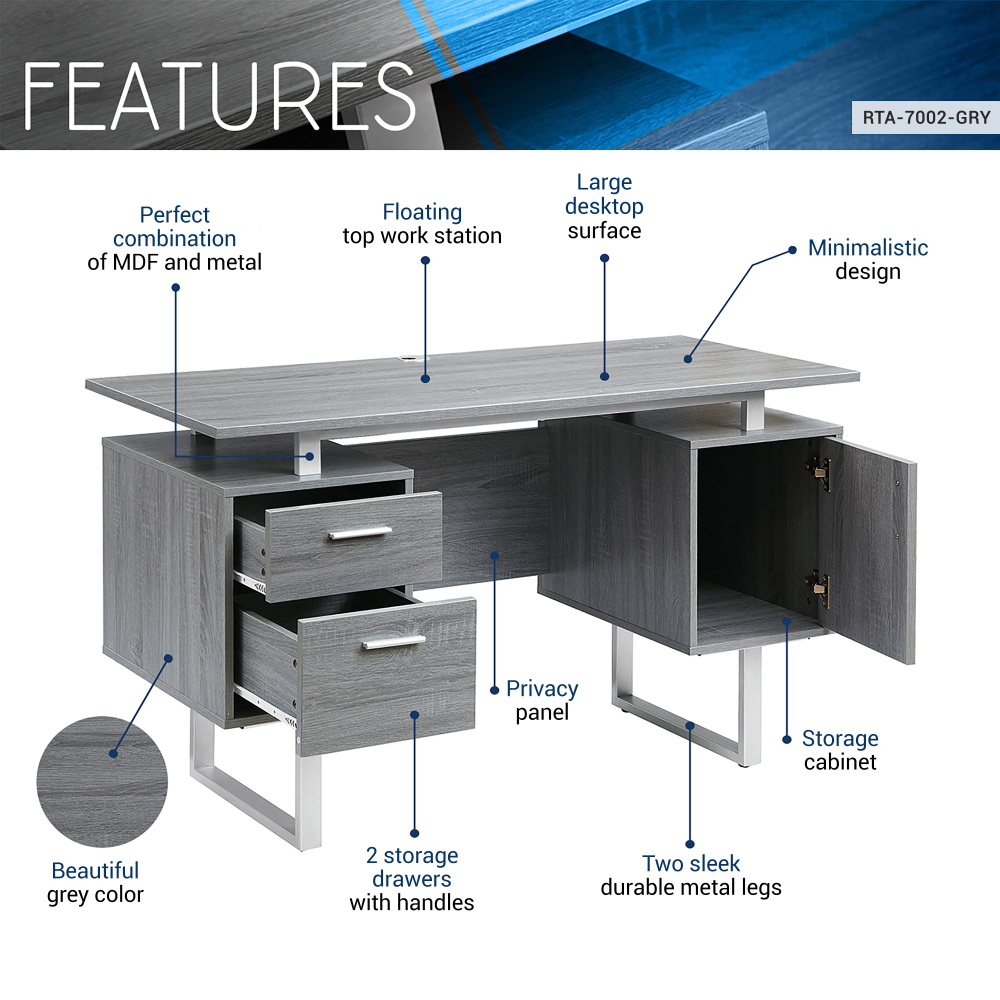 FEATURES
RTA-7002-GRY
Perfect
combination
of MDF and metal
Floating
top work station
Large
desktop
surface
Minimalistic
design
Privacy
panel
Storage
cabinet
Beautiful
grey color
2 storage
drawers
with handles
Two sleek
durable metal legs